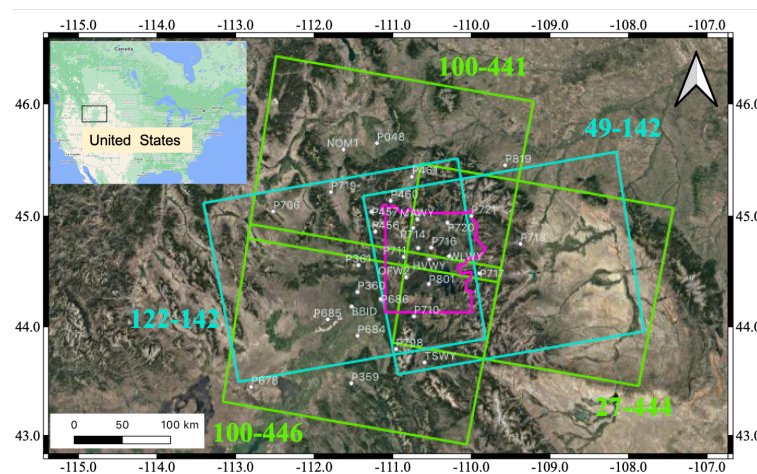 -115.0 -114.0 -113.0 -112.0 -111.0 -110.0 -109.0 -108.0 -107.0
Canada
United States
100-441
49-142
46.0 46.0
P048
NOMT
P819
P461
P719
P460
P706
P457 MAWY
P721
45.0 45.0
P456
P714
P720
P716
P718
P711
WLWY
P361
HVWY
OFW2
P717
P801
P360
P686
BBID
P710
122-142
P685
44.0 44.0
P684
P708
TSWY
P678
P359
27-444
100-446
0 50 100 km
43.0 43.0
-115.0 -114.0 -113.0 -112.0 -111.0 -110.0 -109.0 -108.0 -107.0